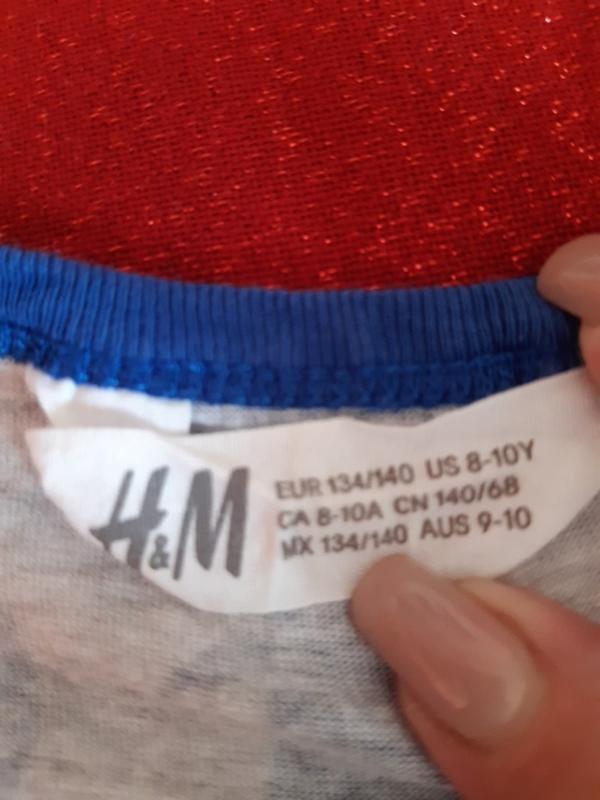 H&M
EUR 134/140 US 8-10Y
CA 8-10A CN 140/68
MX 134/140 AUS 9-10